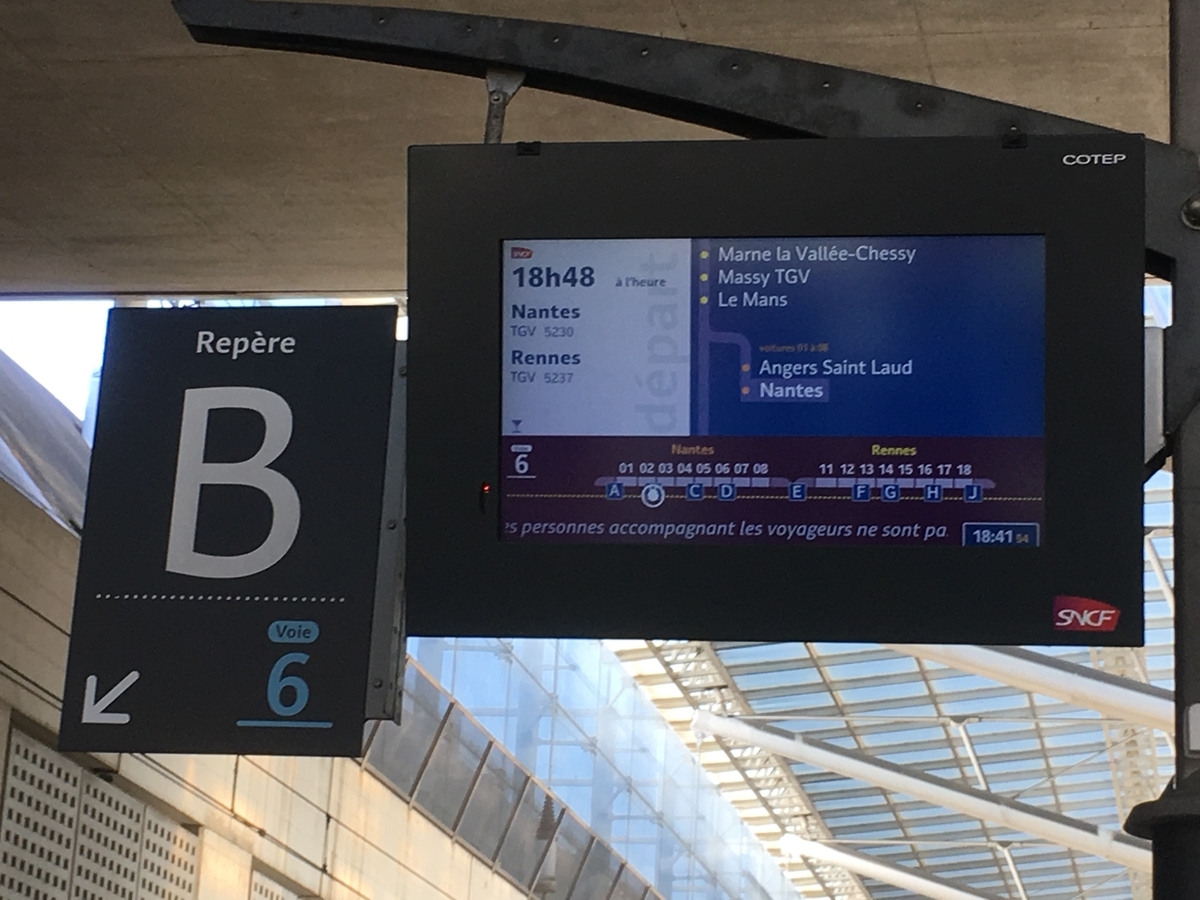 COTEP
Repère
B
Voie
6
SNCF
18h48 à l'heure
Nantes
TGV 5230
Rennes
TGV 5237
départ
Marne la Vallée-Chessy
Massy TGV
Le Mans
voitures 01 à 08
Angers Saint Laud
Nantes
6
Nantes Rennes
01 02 03 04 05 06 07 08 11 12 13 14 15 16 17 18
A C D E F G H J
es personnes accompagnant les voyageurs ne sont pa
18:41 54
SNCF